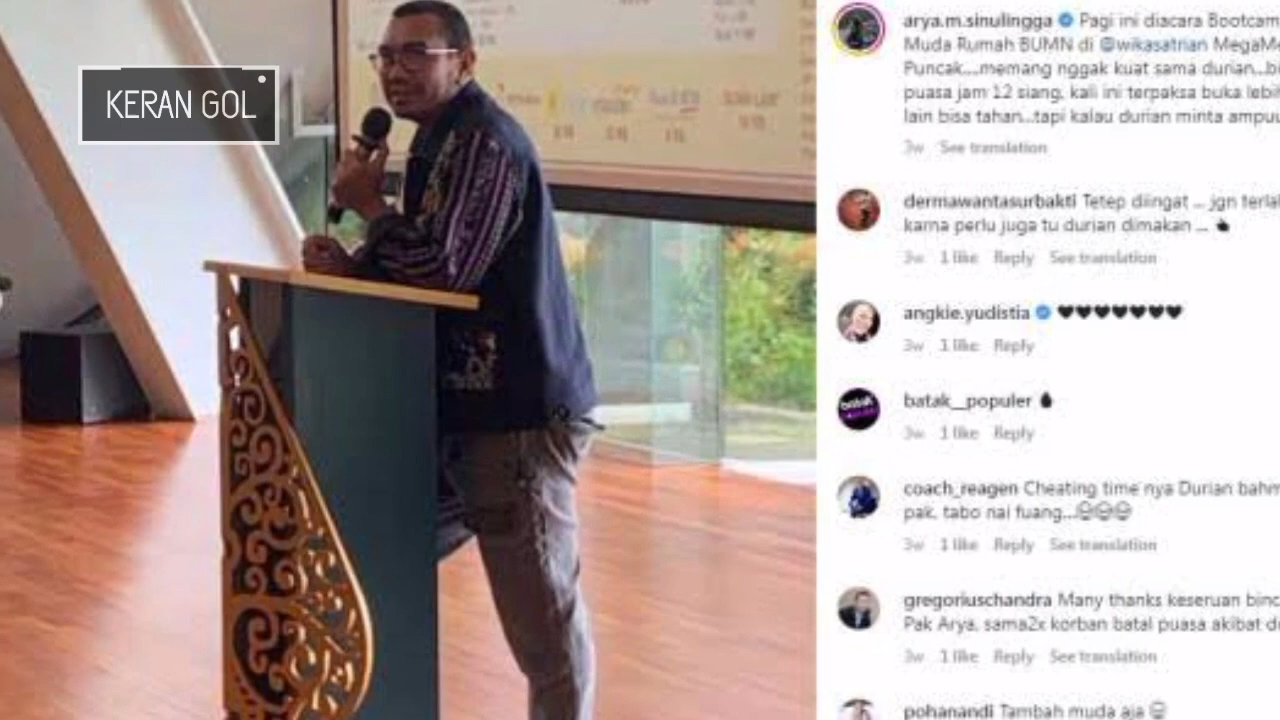 KERAN GOL
arya.m.sinulingga Pagi ini diacara Bootcam
Muda Rumah BUMN di @wikasatrian MegaMe
Puncak....memang nggak kuat sama durian...bi
puasa jam 12 siang, kali ini terpaksa buka lebih
lain bisa tahan...tapi kalau durian minta ampuu
3w See translation
dermawantasurbakti Tetep diingat ... jgn terla
karna perlu juga tu durian dimakan ...
3w 1 like Reply See translation
angkie.yudistia ♥♥♥♥♥♥♥
3w 1 like Reply
batak__populer
3w 1 like Reply
coach_reagen Cheating time nya Durian bahm
pak, tabo nai fuang...😂😂😂
3w 1 like Reply See translation
gregoriuschandra Many thanks keseruan binc
Pak Arya, sama2x korban batal puasa akibat d
3w 1 like Reply See translation
pohanandi Tambah muda aja